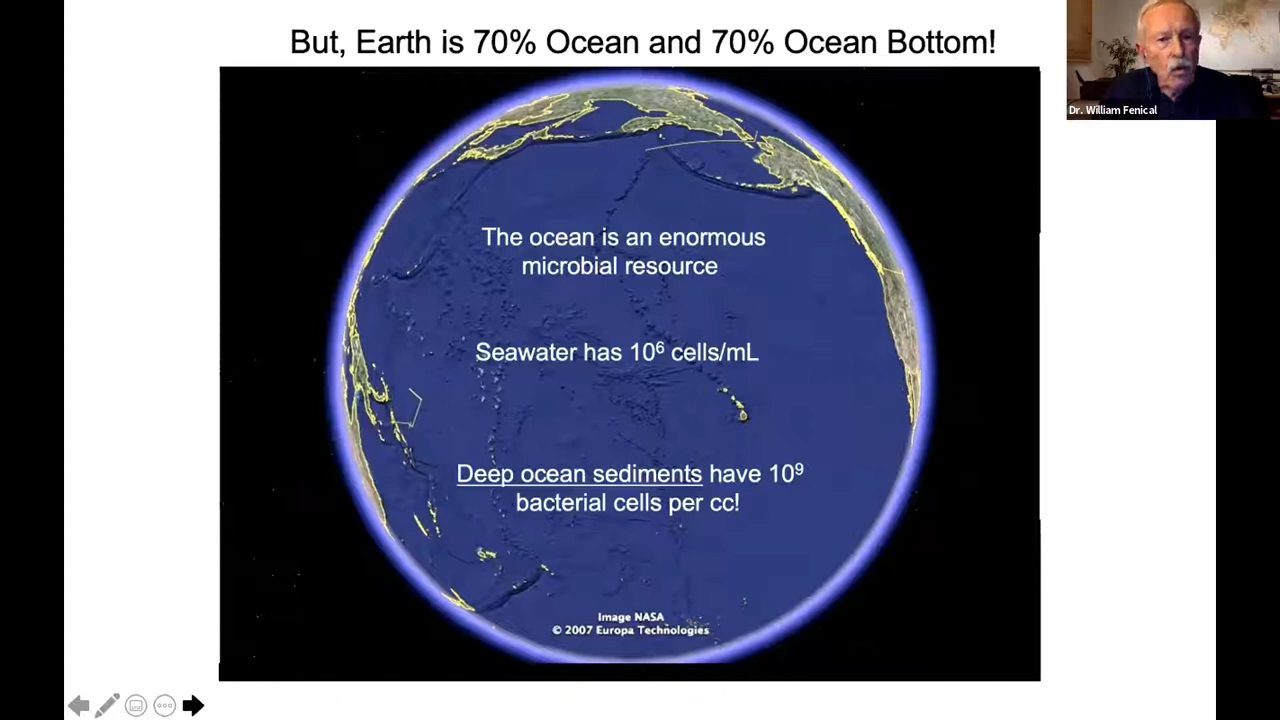 But, Earth is 70% Ocean and 70% Ocean Bottom!
Dr. William Fenical
The ocean is an enormous
microbial resource
Seawater has 10⁶ cells/mL
Deep ocean sediments have 10⁹
bacterial cells per cc!
Image NASA
© 2007 Europa Technologies